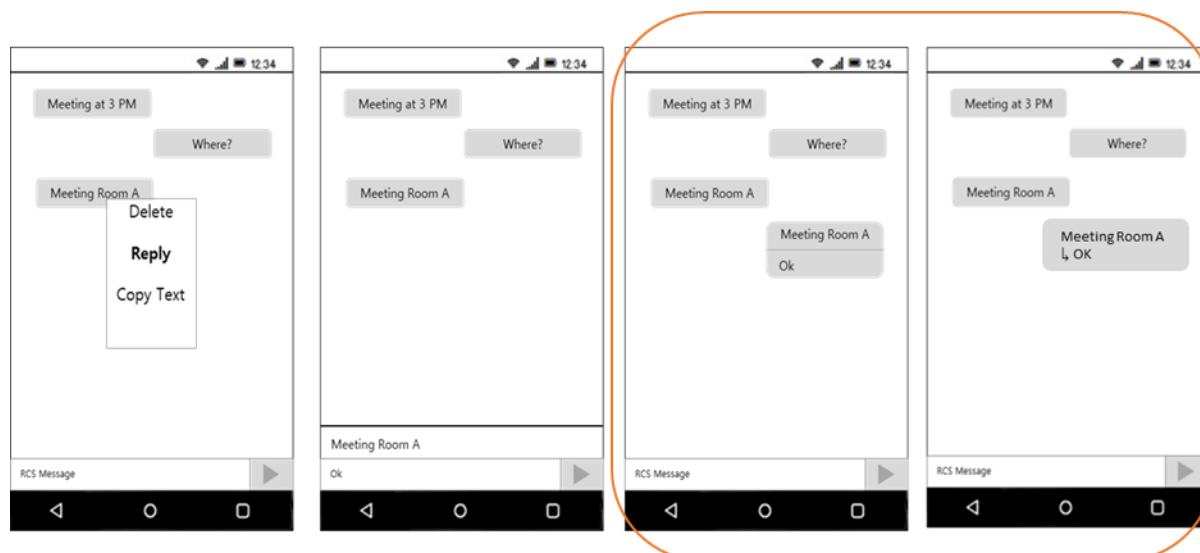 12:34
Meeting at 3 PM
Where?
Meeting Room A
Delete
Reply
Copy Text
RCS Message
12:34
Meeting at 3 PM
Where?
Meeting Room A
Meeting Room A
Ok
12:34
Meeting at 3 PM
Where?
Meeting Room A
Meeting Room A
Ok
RCS Message
12:34
Meeting at 3 PM
Where?
Meeting Room A
Meeting Room A
↳ OK
RCS Message